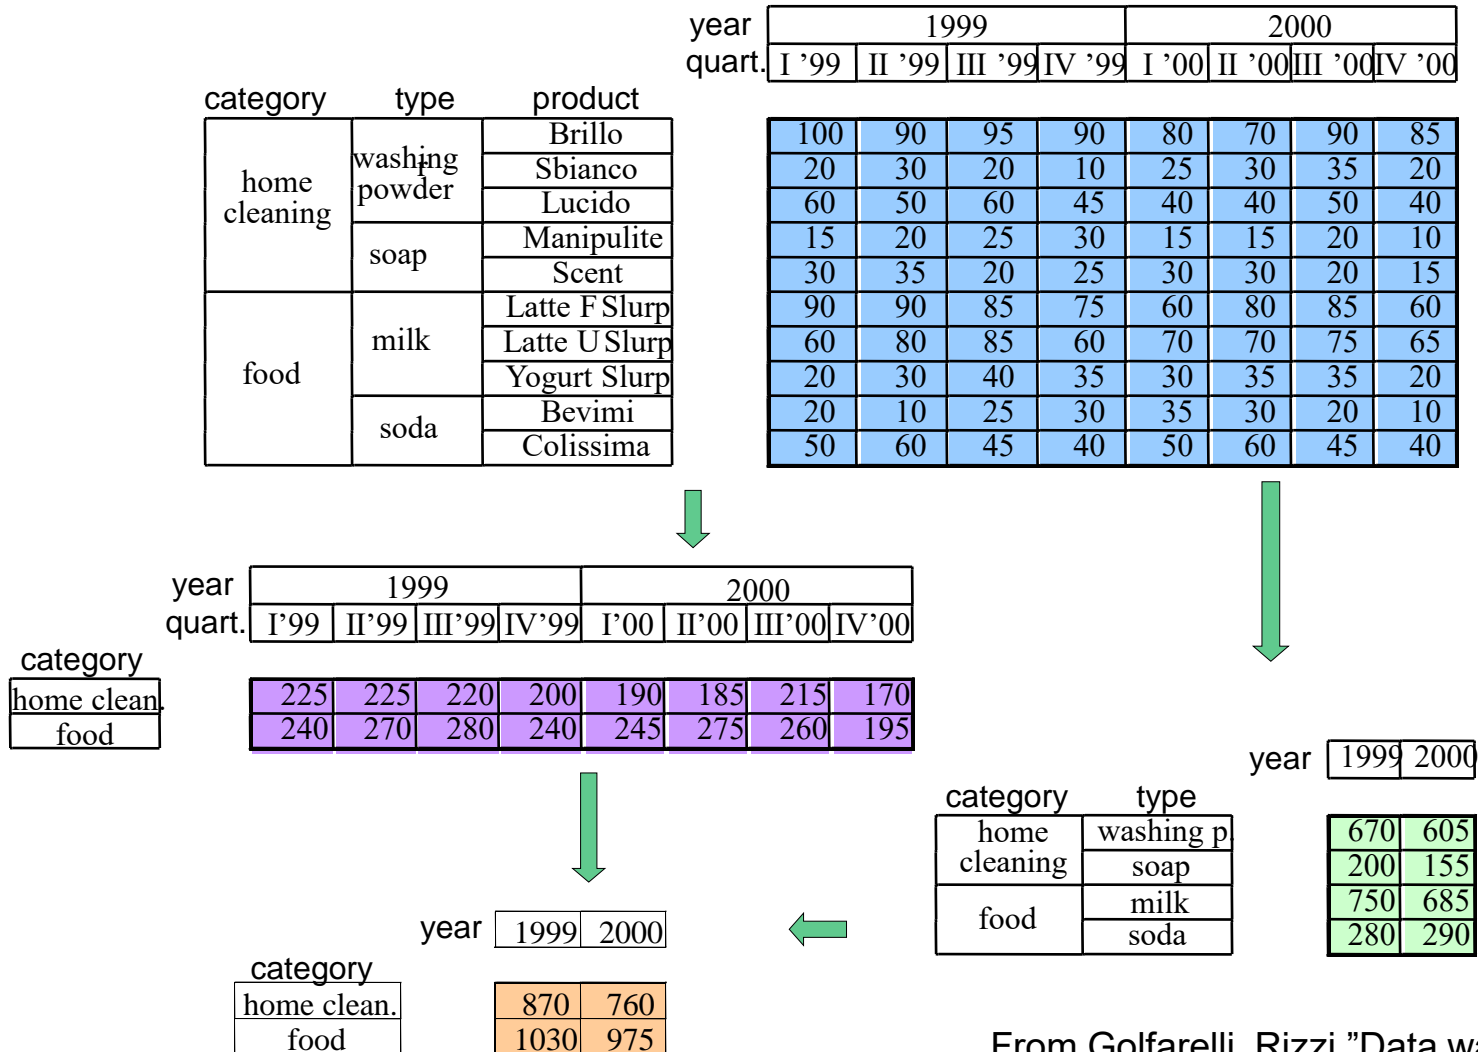 year 1999 2000
quart. I ’99 II ’99 III ’99 IV ’99 I ’00 II ’00 III ’00 IV ’00
category type product
home cleaning washing powder Brillo 100 90 95 90 80 70 90 85
Sbianco 20 30 20 10 25 30 35 20
Lucido 60 50 60 45 40 40 50 40
soap Manipulite 15 20 25 30 15 15 20 10
Scent 30 35 20 25 30 30 20 15
food milk Latte F Slurp 90 90 85 75 60 80 85 60
Latte U Slurp 60 80 85 60 70 70 75 65
Yogurt Slurp 20 30 40 35 30 35 35 20
soda Bevimi 20 10 25 30 35 30 20 10
Colissima 50 60 45 40 50 60 45 40
year 1999 2000
quart. I’99 II’99 III’99 IV’99 I’00 II’00 III’00 IV’00
category
home clean. 225 225 220 200 190 185 215 170
food 240 270 280 240 245 275 260 195
year 1999 2000
category type
home cleaning washing p. 670 605
soap 200 155
food milk 750 685
soda 280 290
year 1999 2000
category
home clean. 870 760
food 1030 975
From Golfarelli, Rizzi,”Data wa